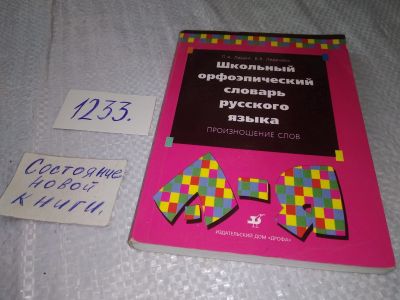 1233.
Состояние
новой
книги.
Школьный
орфоэпический
словарь
русского
языка
ПРОИЗНОШЕНИЕ СЛОВ
А-Я
ИЗДАТЕЛЬСКИЙ ДОМ «ДРОФА»